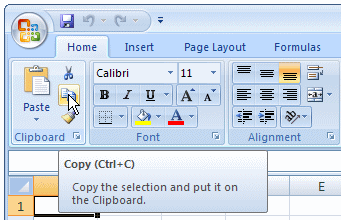 Home Insert Page Layout Formulas
Calibri 11
Paste
B I U A A
A
Clipboard Font Alignment
Copy (Ctrl+C)
Copy the selection and put it on
the Clipboard.
E
1